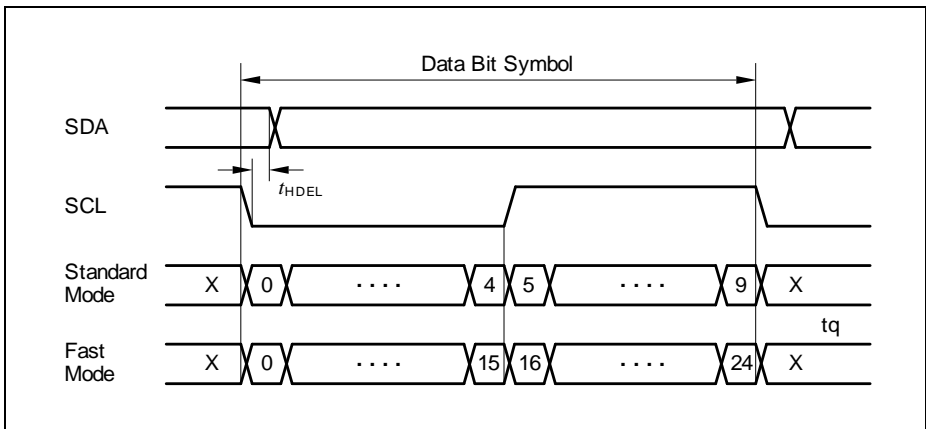 Data Bit Symbol
SDA
tHDEL
SCL
Standard Mode X 0 . . . . 4 5 . . . . 9 X
tq
Fast Mode X 0 . . . . 15 16 . . . . 24 X